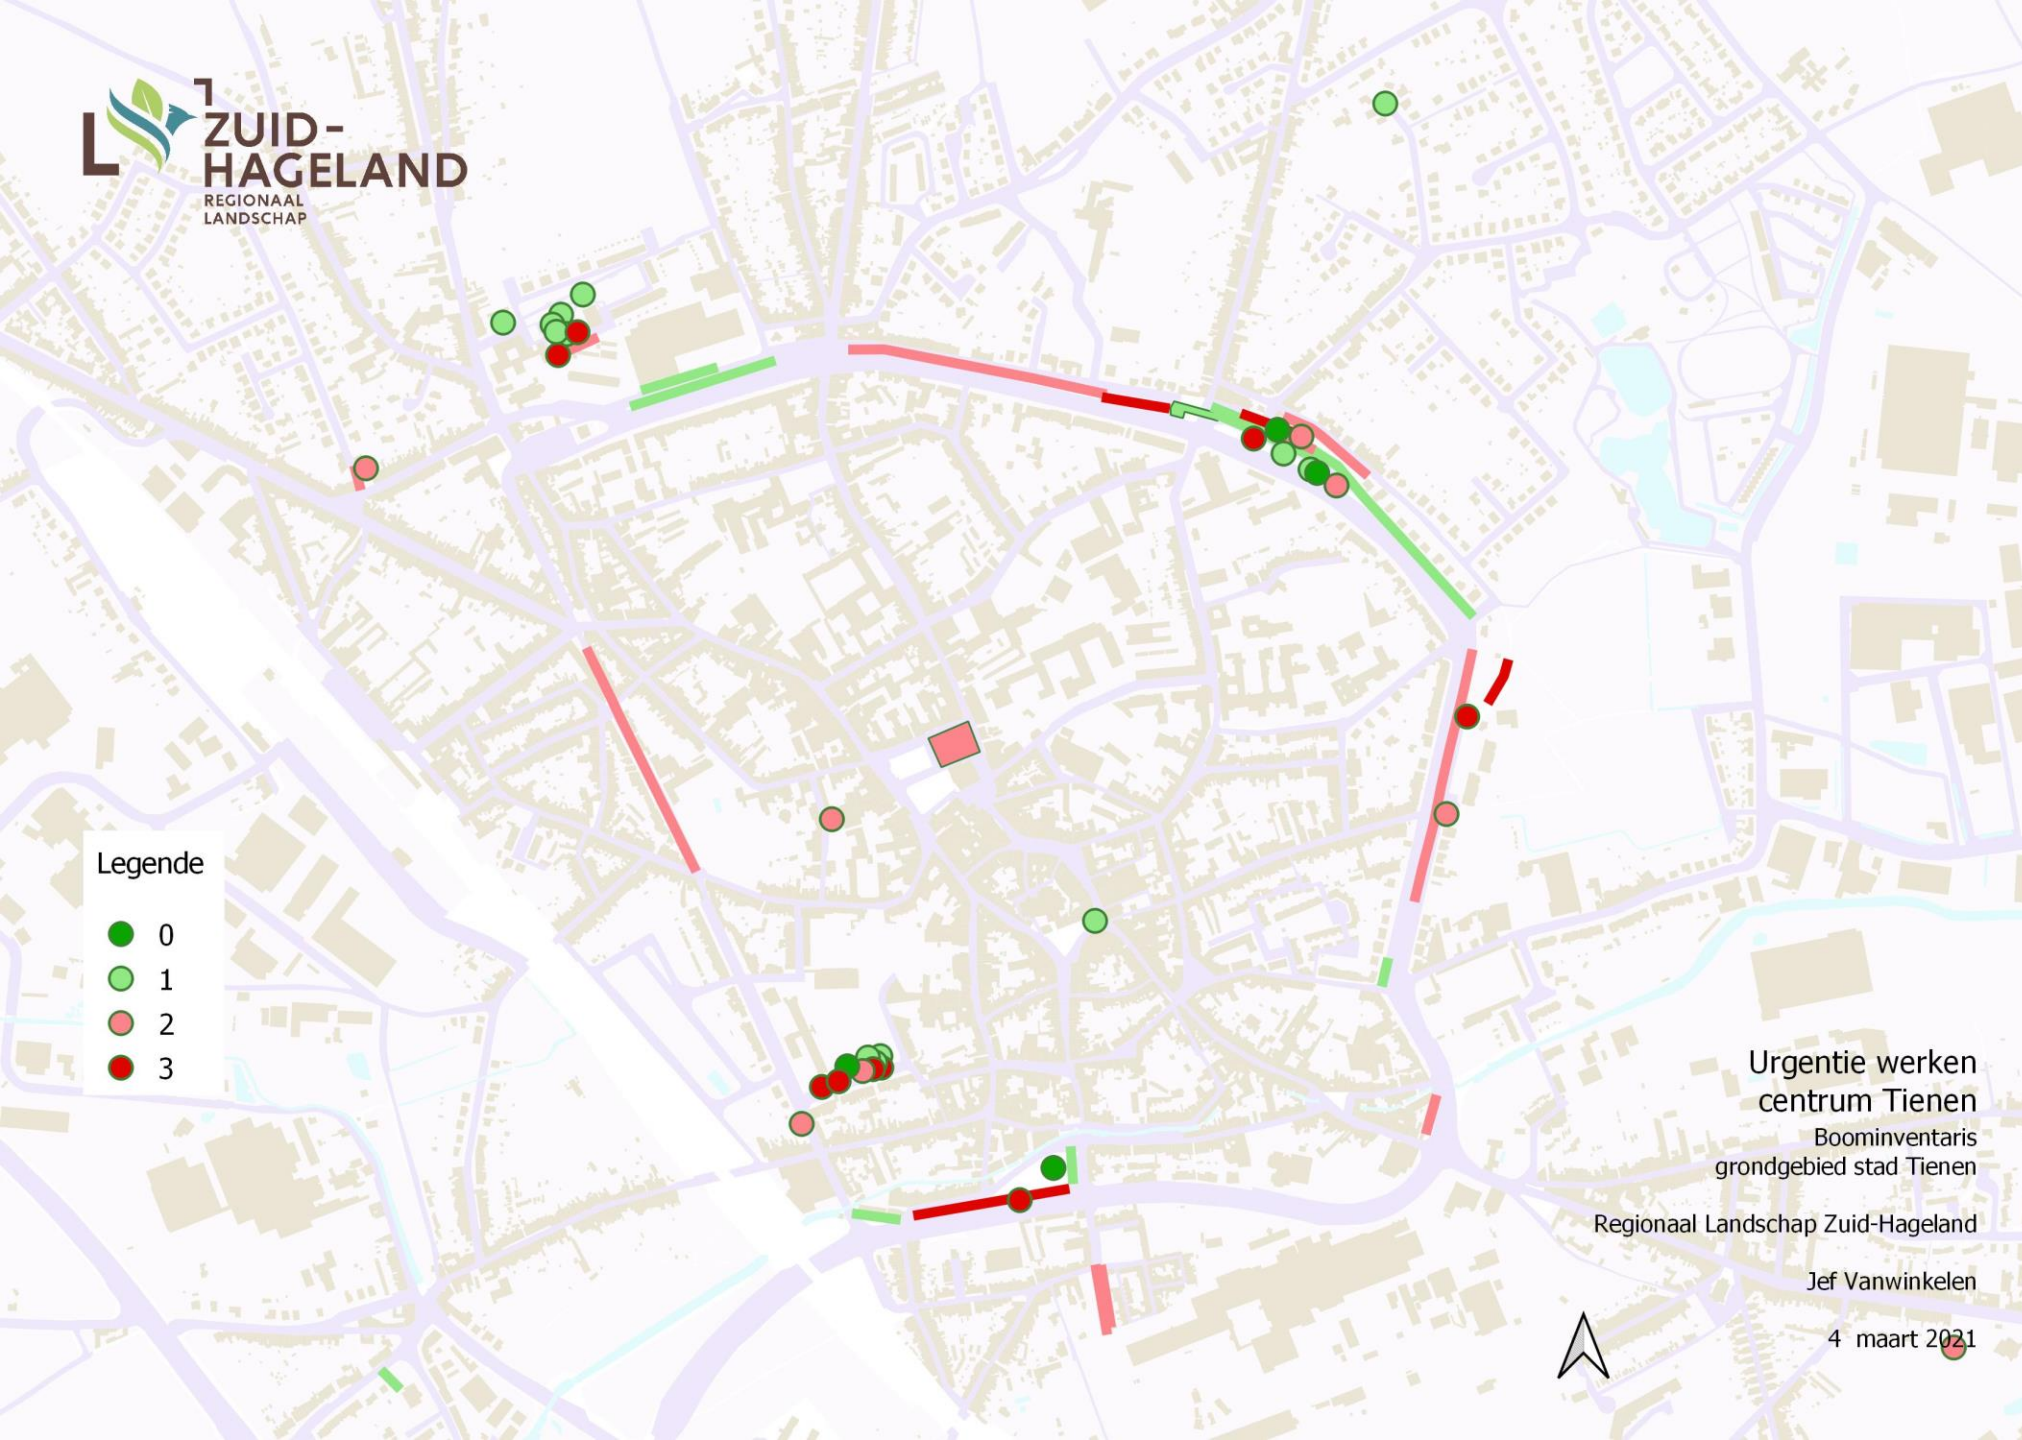 L
ZUID-
HAGELAND
REGIONAAL
LANDSCHAP
Legende
0
1
2
3
Urgentie werken
centrum Tienen
Boominventaris
grondgebied stad Tienen
Regionaal Landschap Zuid-Hageland
Jef Vanwinkelen
4 maart 2021